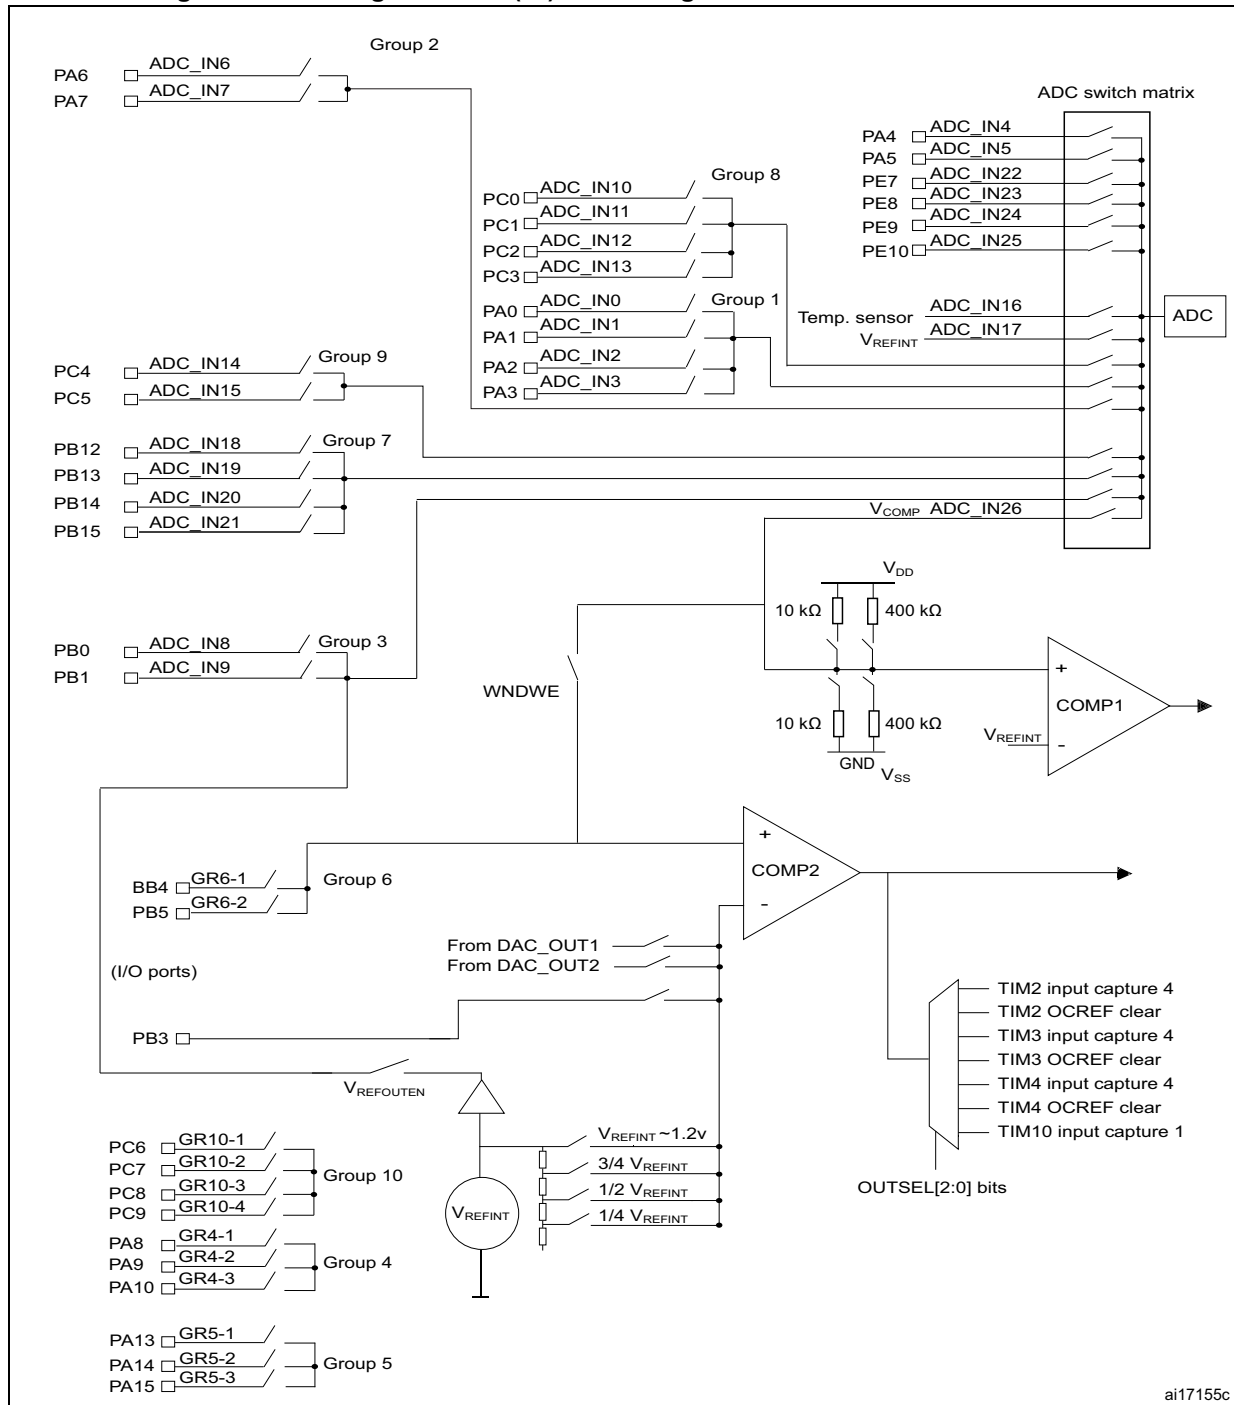 Group 2
PA6 ADC_IN6
PA7 ADC_IN7
ADC switch matrix
PA4 ADC_IN4
PA5 ADC_IN5
PE7 ADC_IN22
PE8 ADC_IN23
PE9 ADC_IN24
PE10 ADC_IN25
Group 8
PC0 ADC_IN10
PC1 ADC_IN11
PC2 ADC_IN12
PC3 ADC_IN13
Group 1
PA0 ADC_IN0
PA1 ADC_IN1
PA2 ADC_IN2
PA3 ADC_IN3
Temp. sensor ADC_IN16
VREFINT ADC_IN17
ADC
Group 9
PC4 ADC_IN14
PC5 ADC_IN15
Group 7
PB12 ADC_IN18
PB13 ADC_IN19
PB14 ADC_IN20
PB15 ADC_IN21
VCOMP ADC_IN26
VDD
10 kΩ 400 kΩ
Group 3
PB0 ADC_IN8
PB1 ADC_IN9
WNDWE
10 kΩ 400 kΩ
GND VSS
+
COMP1
VREFINT -
+
COMP2
-
BB4 GR6-1
PB5 GR6-2
Group 6
From DAC_OUT1
From DAC_OUT2
(I/O ports)
PB3
VREFOUTEN
TIM2 input capture 4
TIM2 OCREF clear
TIM3 input capture 4
TIM3 OCREF clear
TIM4 input capture 4
TIM4 OCREF clear
TIM10 input capture 1
OUTSEL[2:0] bits
VREFINT ~1.2v
3/4 VREFINT
1/2 VREFINT
1/4 VREFINT
VREFINT
PC6 GR10-1
PC7 GR10-2
PC8 GR10-3
PC9 GR10-4
Group 10
PA8 GR4-1
PA9 GR4-2
PA10 GR4-3
Group 4
PA13 GR5-1
PA14 GR5-2
PA15 GR5-3
Group 5
ai17155c